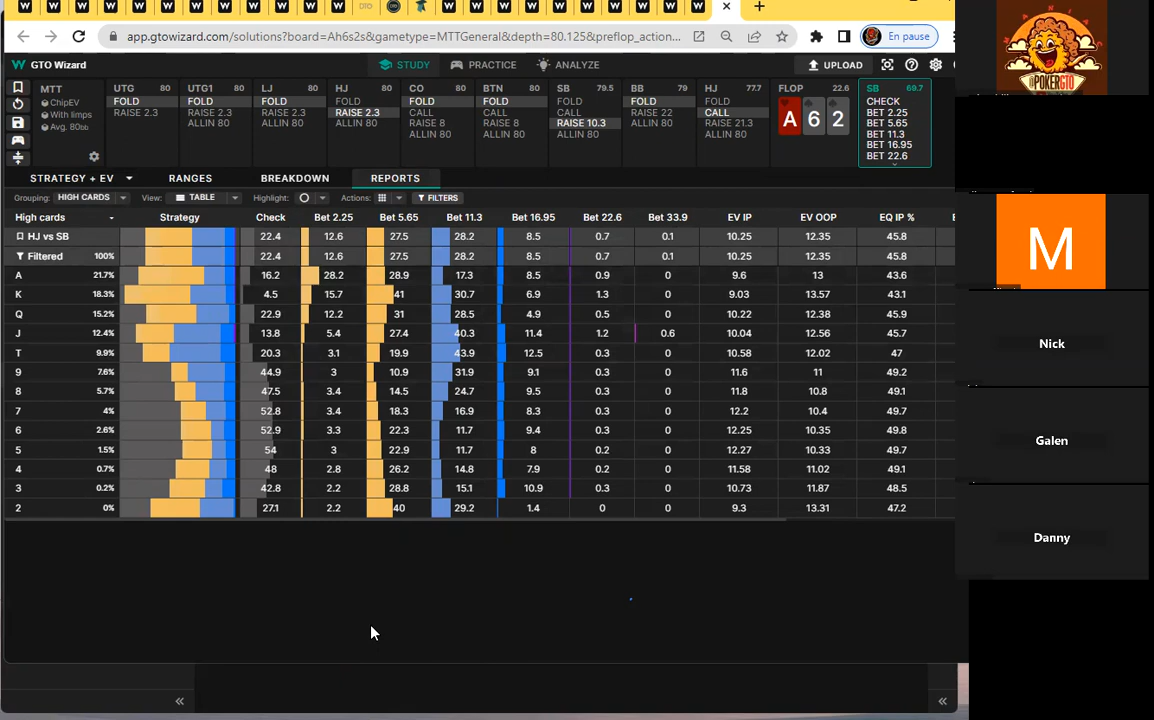 DTO
app.gtowizard.com/solutions?board=Ah6s2s&gametype=MTTGeneral&depth=80.125&preflop_action...
En pause
GTO Wizard
STUDY
PRACTICE
ANALYZE
UPLOAD
MTT
ChipEV
With limps
Avg. 80bb
UTG 80
FOLD
RAISE 2.3
ALLIN 80
UTG1 80
FOLD
RAISE 2.3
ALLIN 80
LJ 80
FOLD
RAISE 2.3
ALLIN 80
HJ 80
FOLD
RAISE 2.3
ALLIN 80
CO 80
FOLD
CALL
RAISE 8
ALLIN 80
BTN 80
FOLD
CALL
RAISE 8
ALLIN 80
SB 79.5
FOLD
CALL
RAISE 10.3
ALLIN 80
BB 79
FOLD
RAISE 22
ALLIN 80
HJ 77.7
FOLD
CALL
RAISE 21.3
ALLIN 80
FLOP 22.6
A 6 2
SB 69.7
CHECK
BET 2.25
BET 5.65
BET 11.3
BET 16.95
BET 22.6
STRATEGY + EV
RANGES
BREAKDOWN
REPORTS
Grouping: HIGH CARDS View: TABLE Highlight: Actions: FILTERS
High cards Strategy Check Bet 2.25 Bet 5.65 Bet 11.3 Bet 16.95 Bet 22.6 Bet 33.9 EV IP EV OOP EQ IP %
HJ vs SB 22.4 12.6 27.5 28.2 8.5 0.7 0.1 10.25 12.35 45.8
Filtered 100% 22.4 12.6 27.5 28.2 8.5 0.7 0.1 10.25 12.35 45.8
A 21.7% 16.2 28.2 28.9 17.3 8.5 0.9 0 9.6 13 43.6
K 18.3% 4.5 15.7 41 30.7 6.9 1.3 0 9.03 13.57 43.1
Q 15.2% 22.9 12.2 31 28.5 4.9 0.5 0 10.22 12.38 45.9
J 12.4% 13.8 5.4 27.4 40.3 11.4 1.2 0.6 10.04 12.56 45.7
T 9.9% 20.3 3.1 19.9 43.9 12.5 0.3 0 10.58 12.02 47
9 7.6% 44.9 3 10.9 31.9 9.1 0.3 0 11.6 11 49.2
8 5.7% 47.5 3.4 14.5 24.8 9.5 0.3 0 11.8 10.8 49.1
7 4% 52.8 3.4 18.3 16.9 8.3 0.3 0 12.2 10.4 49.7
6 2.6% 52.9 3.3 22.3 11.7 9.4 0.3 0 12.25 10.35 49.8
5 1.5% 54 3 22.9 11.7 8 0.2 0 12.27 10.33 49.7
4 0.7% 48 2.8 26.2 14.8 7.9 0.2 0 11.58 11.02 49.1
3 0.2% 42.8 2.2 28.8 15.1 10.9 0.3 0 10.73 11.87 48.5
2 0% 27.1 2.2 40 29.2 1.4 0 0 9.3 13.31 47.2
@POKERGTO
M
Nick
Galen
Danny